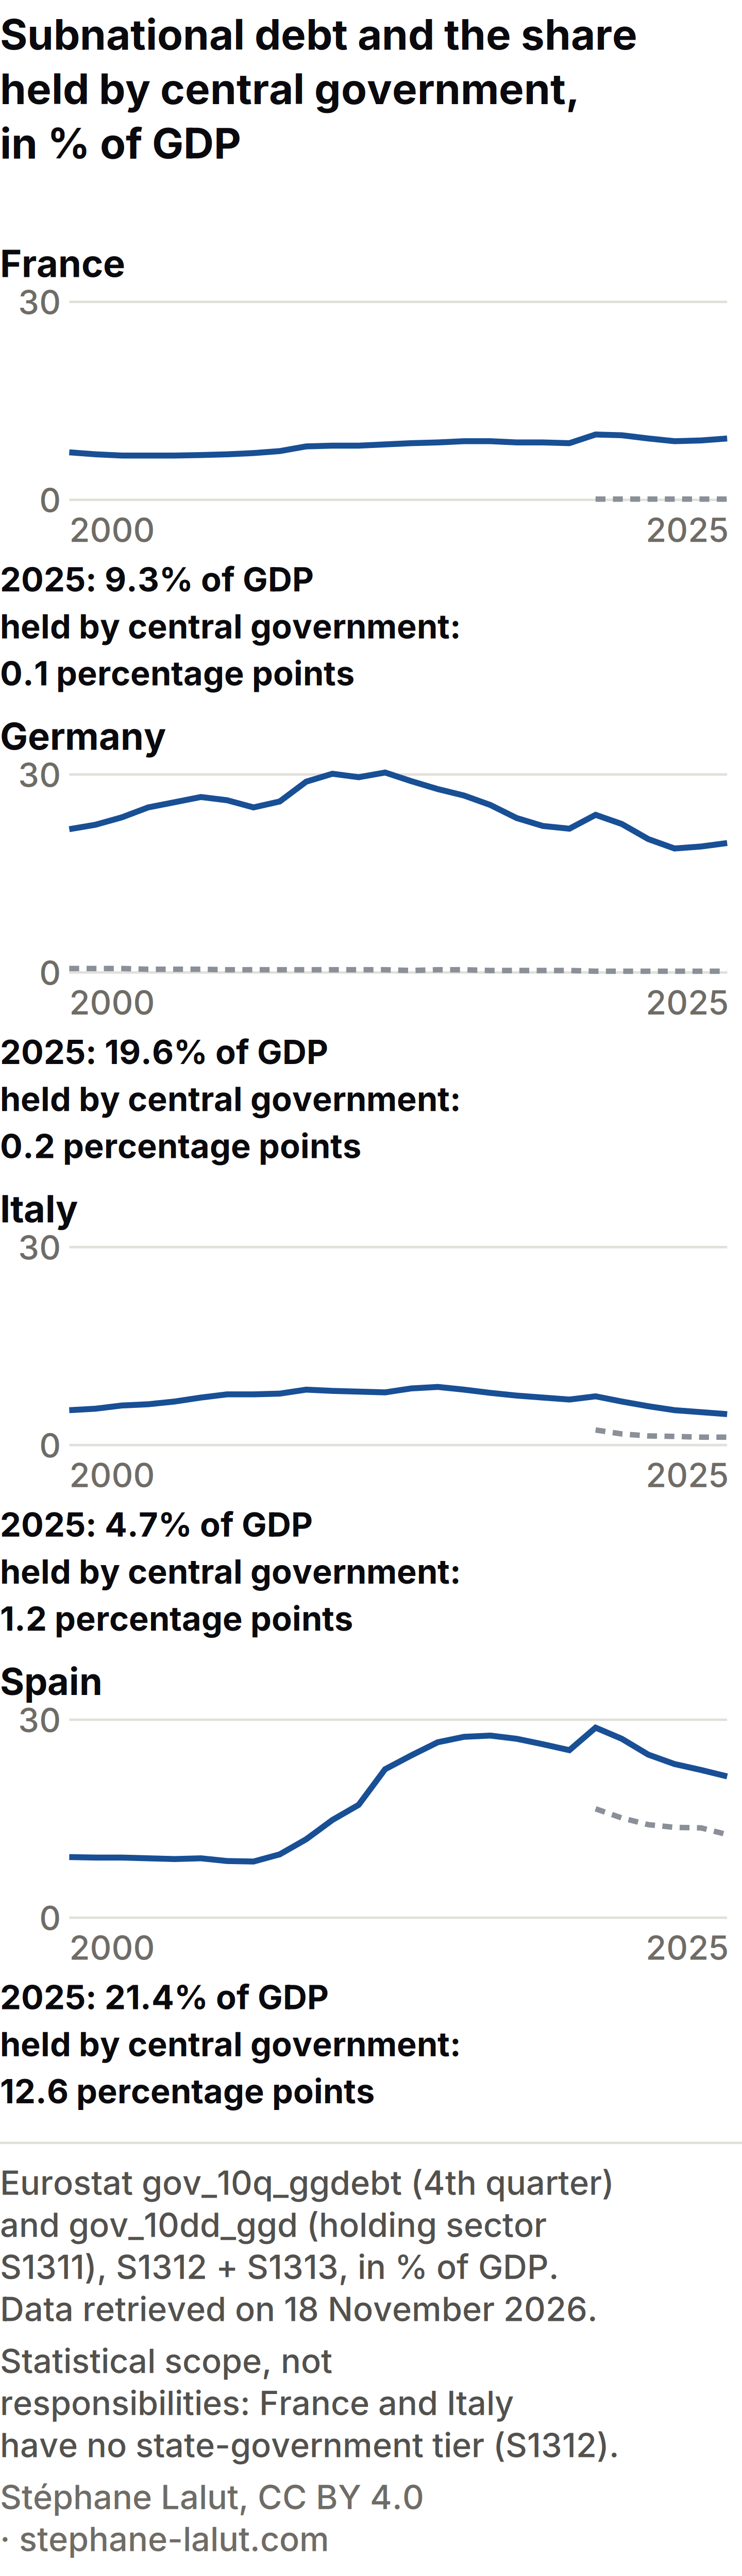 Subnational debt and the share
held by central government,
in % of GDP
France
30
0
2000 2025
2025: 9.3% of GDP
held by central government:
0.1 percentage points
Germany
30
0
2000 2025
2025: 19.6% of GDP
held by central government:
0.2 percentage points
Italy
30
0
2000 2025
2025: 4.7% of GDP
held by central government:
1.2 percentage points
Spain
30
0
2000 2025
2025: 21.4% of GDP
held by central government:
12.6 percentage points
Eurostat gov_10q_ggdebt (4th quarter)
and gov_10dd_ggd (holding sector
S1311), S1312 + S1313, in % of GDP.
Data retrieved on 18 November 2026.
Statistical scope, not
responsibilities: France and Italy
have no state-government tier (S1312).
Stéphane Lalut, CC BY 4.0
· stephane-lalut.com